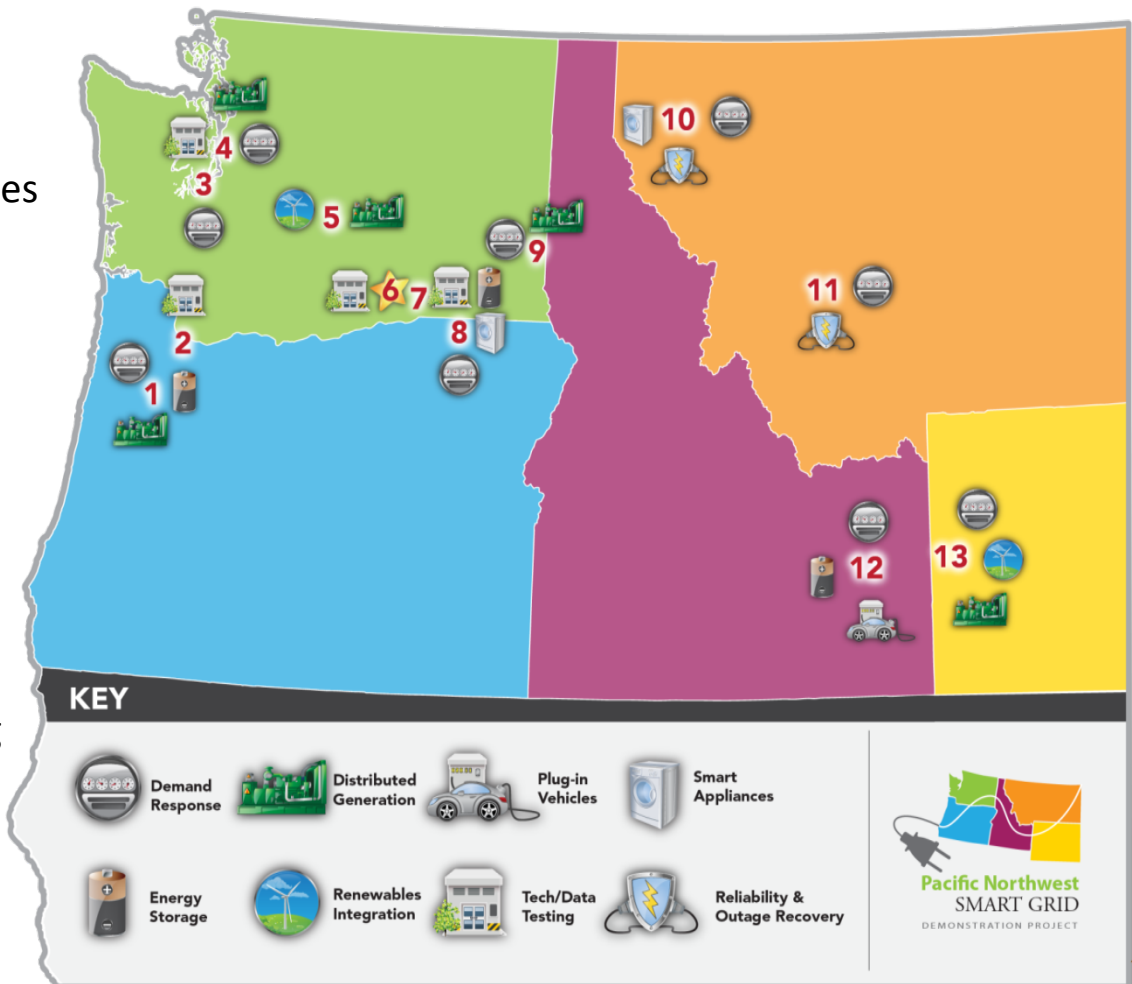 es
4
3
5
9
6
7
8
2
1
10
11
12
13
g
KEY
Demand
Response
Distributed
Generation
Plug-in
Vehicles
Smart
Appliances
Energy
Storage
Renewables
Integration
Tech/Data
Testing
Reliability &
Outage Recovery
Pacific Northwest
SMART GRID
DEMONSTRATION PROJECT